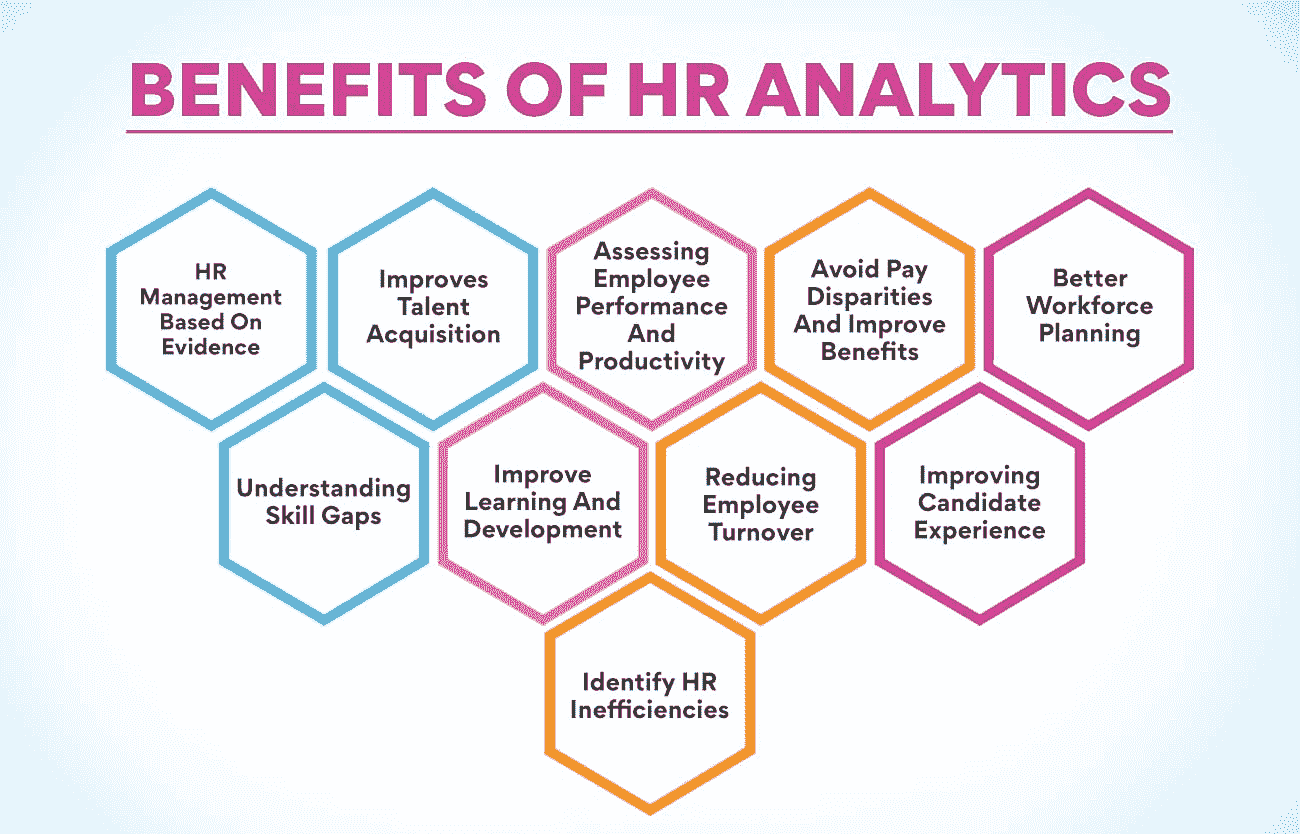 BENEFITS OF HR ANALYTICS
HR
Management
Based On
Evidence
Improves
Talent
Acquisition
Assessing
Employee
Performance
And
Productivity
Avoid Pay
Disparities
And Improve
Benefits
Better
Workforce
Planning
Understanding
Skill Gaps
Improve
Learning And
Development
Reducing
Employee
Turnover
Improving
Candidate
Experience
Identify HR
Inefficiencies